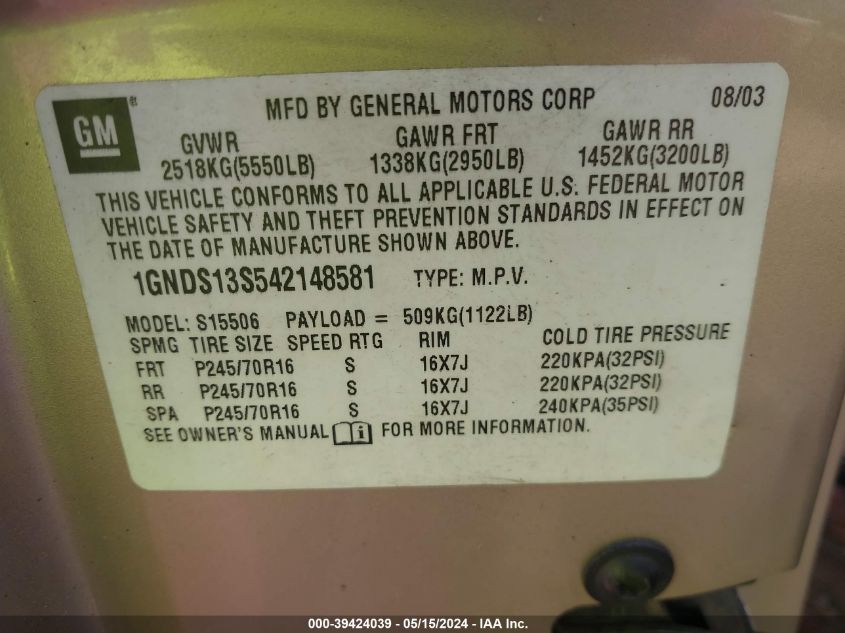 GM ® MFD BY GENERAL MOTORS CORP 08/03
GVWR GAWR FRT GAWR RR
2518KG(5550LB) 1338KG(2950LB) 1452KG(3200LB)
THIS VEHICLE CONFORMS TO ALL APPLICABLE U.S. FEDERAL MOTOR
VEHICLE SAFETY AND THEFT PREVENTION STANDARDS IN EFFECT ON
THE DATE OF MANUFACTURE SHOWN ABOVE.
1GNDS13S542148581 TYPE: M.P.V.
MODEL: S15506 PAYLOAD = 509KG(1122LB)
SPMG TIRE SIZE SPEED RTG RIM COLD TIRE PRESSURE
FRT P245/70R16 S 16X7J 220KPA(32PSI)
RR P245/70R16 S 16X7J 220KPA(32PSI)
SPA P245/70R16 S 16X7J 240KPA(35PSI)
SEE OWNER'S MANUAL FOR MORE INFORMATION.
000-39424039 - 05/15/2024 - IAA Inc.